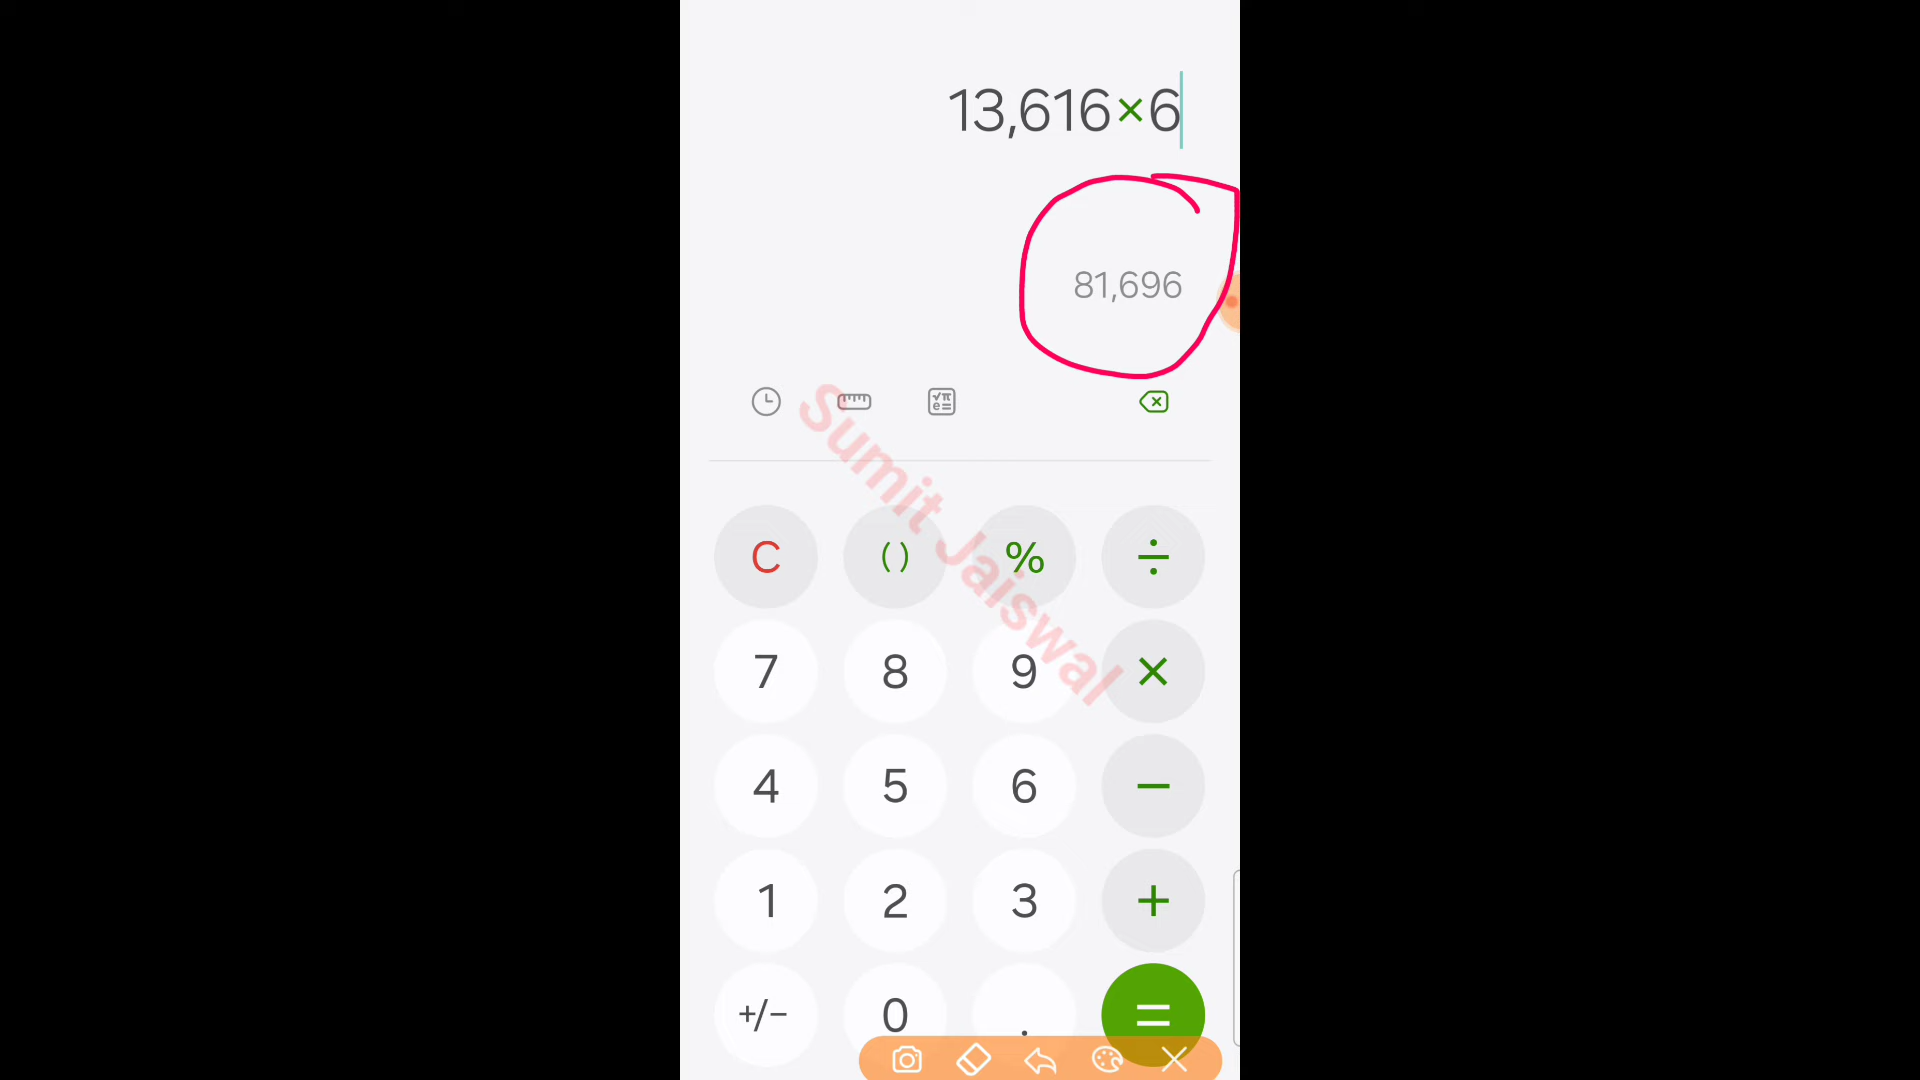 13,616×6
81,696
Sumit Jaiswal
C ( ) % ÷
7 8 9 ×
4 5 6 −
1 2 3 +
+/− 0 . =